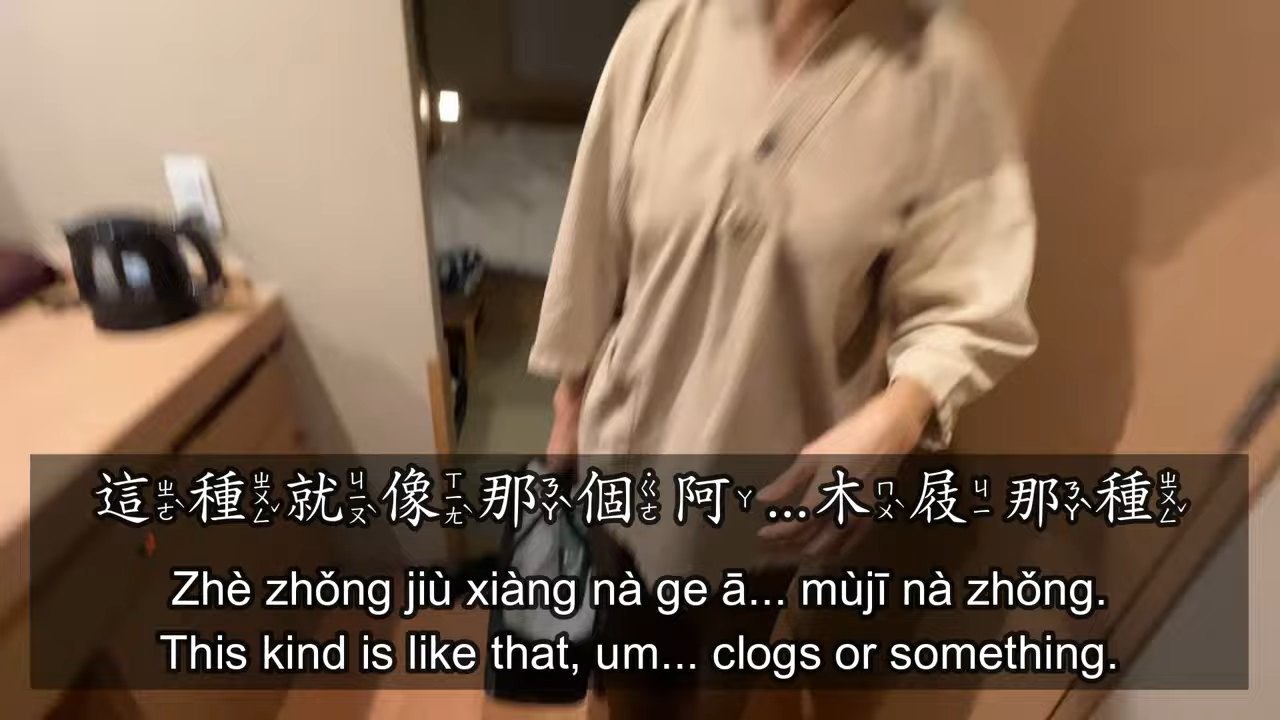 這種就像那個阿...木屐那種
Zhè zhǒng jiù xiàng nà ge ā... mùjī nà zhǒng.
This kind is like that, um... clogs or something.